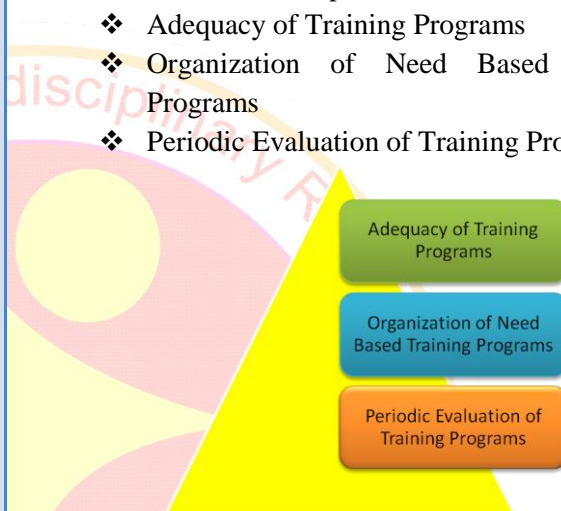 ❖ Adequacy of Training Programs
❖ Organization of Need Based
Programs
❖ Periodic Evaluation of Training
Adequacy of Training
Programs
Organization of Need
Based Training Programs
Periodic Evaluation of
Training Programs